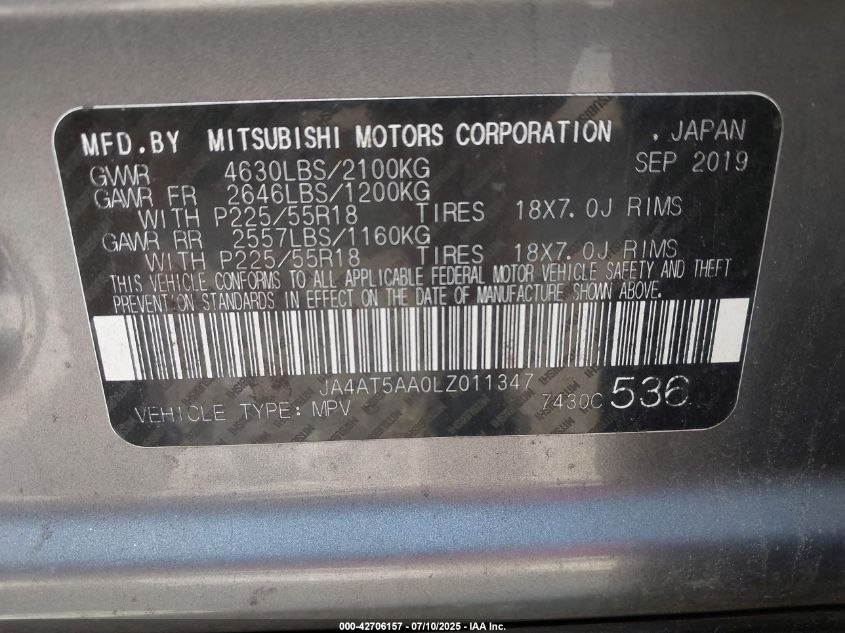 MFD.BY MITSUBISHI MOTORS CORPORATION . JAPAN
GVWR 4630LBS/2100KG SEP 2019
GAWR FR 2646LBS/1200KG
WITH P225/55R18 TIRES 18X7.0J RIMS
GAWR RR 2557LBS/1160KG
WITH P225/55R18 TIRES 18X7.0J RIMS
THIS VEHICLE CONFORMS TO ALL APPLICABLE FEDERAL MOTOR VEHICLE SAFETY AND THEFT
PREVENTION STANDARDS IN EFFECT ON THE DATE OF MANUFACTURE SHOWN ABOVE.
JA4AT5AA0LZ011347
VEHICLE TYPE: MPV 7430C 536
000-42706157 - 07/10/2025 - IAA Inc.